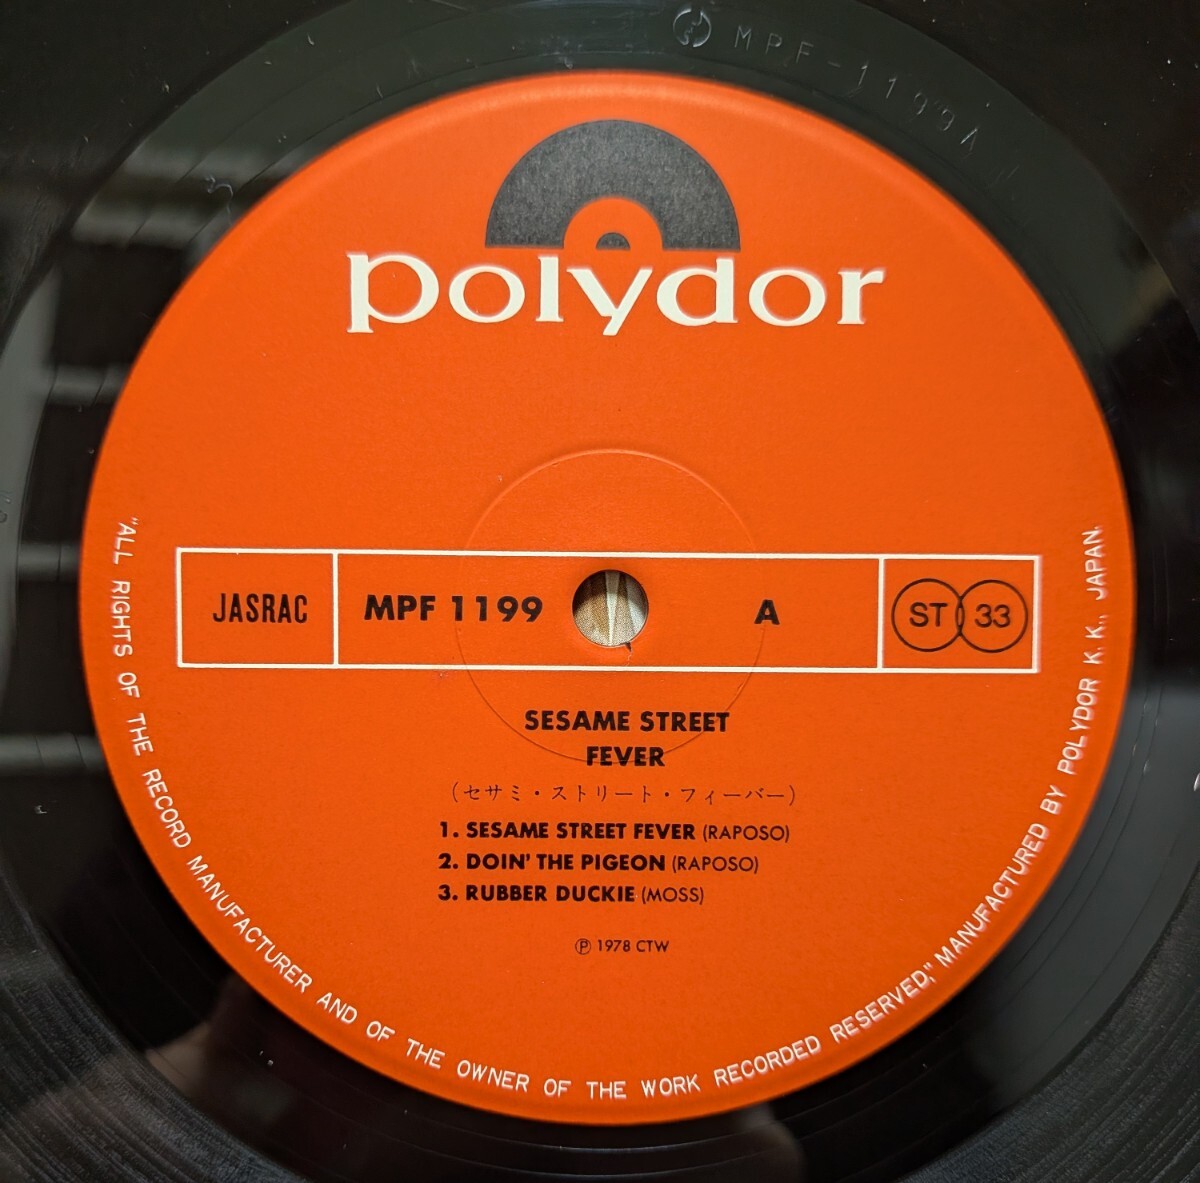 MPF-1199A
polydor
JASRAC
MPF 1199
A
ST 33
SESAME STREET
FEVER
(セサミ・ストリート・フィーバー)
1. SESAME STREET FEVER (RAPOSO)
2. DOIN' THE PIGEON (RAPOSO)
3. RUBBER DUCKIE (MOSS)
Ⓟ 1978 CTW
"ALL RIGHTS OF THE RECORD MANUFACTURER AND OF THE OWNER OF THE WORK RECORDED RESERVED," MANUFACTURED BY POLYDOR K. K., JAPAN.